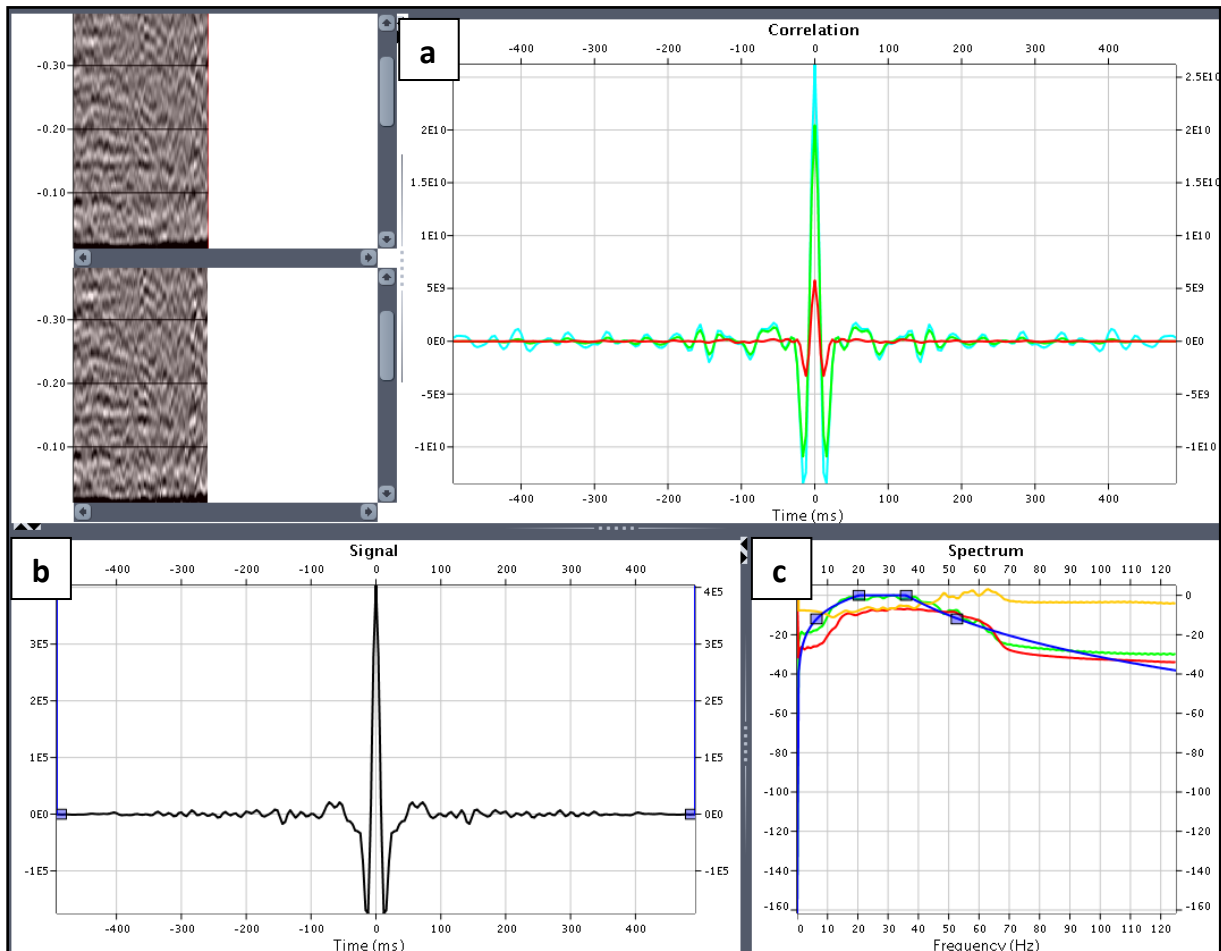 a
Correlation
-400 -300 -200 -100 0 100 200 300 400
-0.30
-0.20
-0.10
-0.30
-0.20
-0.10
2E10
1.5E10
1E10
5E9
0E0
-5E9
-1E10
2.5E10
2E10
1.5E10
1E10
5E9
0E0
-5E9
-1E10
-400 -300 -200 -100 0 100 200 300 400
Time (ms)
b
Signal
-400 -300 -200 -100 0 100 200 300 400
3E5
2E5
1E5
0E0
-1E5
4E5
3E5
2E5
1E5
0E0
-1E5
-400 -300 -200 -100 0 100 200 300 400
Time (ms)
c
Spectrum
0 10 20 30 40 50 60 70 80 90 100 120
0
-20
-40
-60
-80
-100
-120
-140
-160
0
-20
-40
-60
-80
-100
-120
-140
-160
0 10 20 30 40 50 60 70 80 90 100 120
Frequency (Hz)